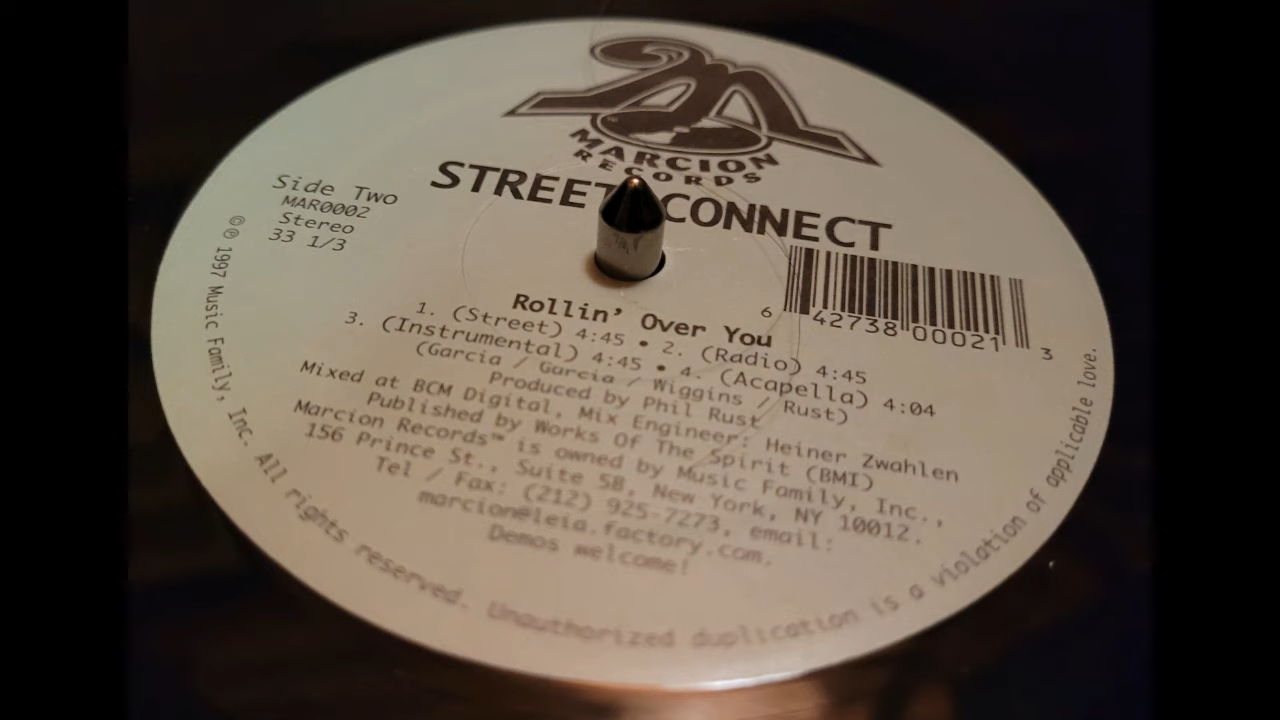 MARCION
RECORDS
STREET CONNECT
Side Two
MAR0002
Stereo
33 1/3
6 42738 00021 3
Rollin' Over You
1. (Street) 4:45 • 2. (Radio) 4:45
3. (Instrumental) 4:45 • 4. (Acapella) 4:04
(Garcia / Garcia / Wiggins / Rust)
Produced by Phil Rust
Mixed at BCM Digital, Mix Engineer: Heiner Zwahlen
Published by Works Of The Spirit (BMI)
Marcion Records™ is owned by Music Family, Inc.,
156 Prince St., Suite 5B, New York, NY 10012.
Tel / Fax: (212) 925-7273, email:
marcion@leia.factory.com.
Demos welcome!
©℗ 1997 Music Family, Inc. All rights reserved. Unauthorized duplication is a violation of applicable love.